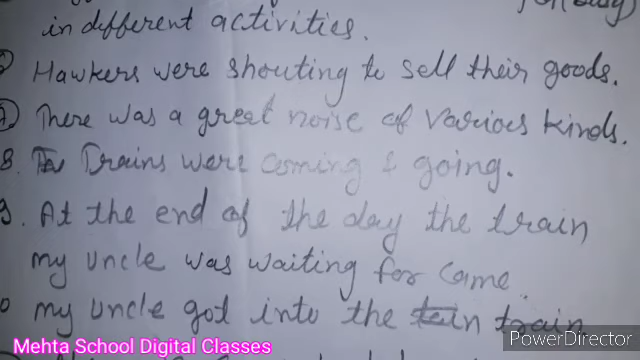 in different activities.
Hawkers were shouting to sell their goods.
7 There was a great noise of various kinds.
8. Trains were coming & going.
9. At the end of the day the train
my uncle was waiting for came.
my uncle got into the train
PowerDirector
Mehta School Digital Classes